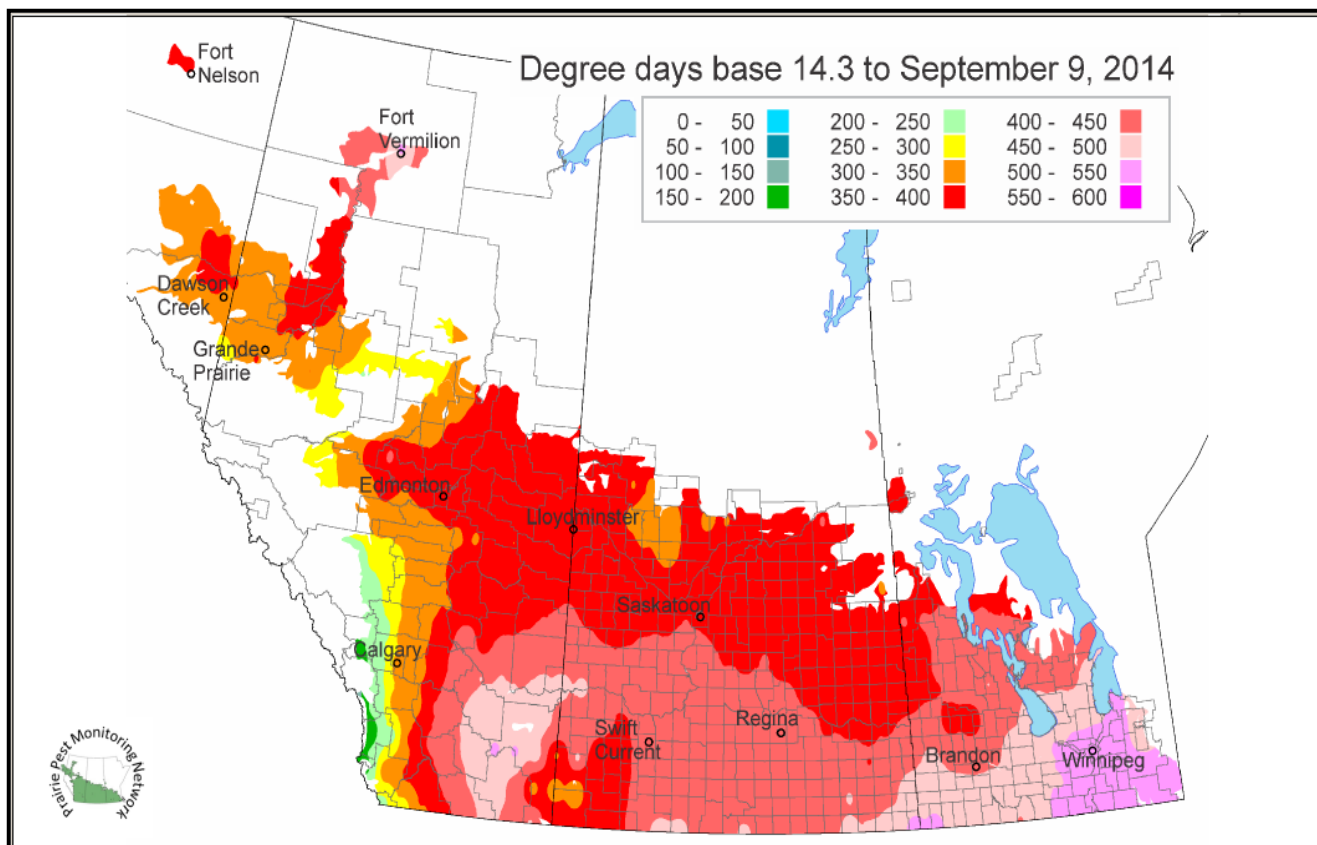 Fort
Nelson
Degree days base 14.3 to September 9, 2014
0 - 50 200 - 250 400 - 450
50 - 100 250 - 300 450 - 500
100 - 150 300 - 350 500 - 550
150 - 200 350 - 400 550 - 600
Fort
Vermilion
Dawson
Creek
Grande
Prairie
Edmonton
Lloydminster
Saskatoon
Calgary
Swift
Current
Regina
Brandon
Winnipeg
Prairie Pest Monitoring Network